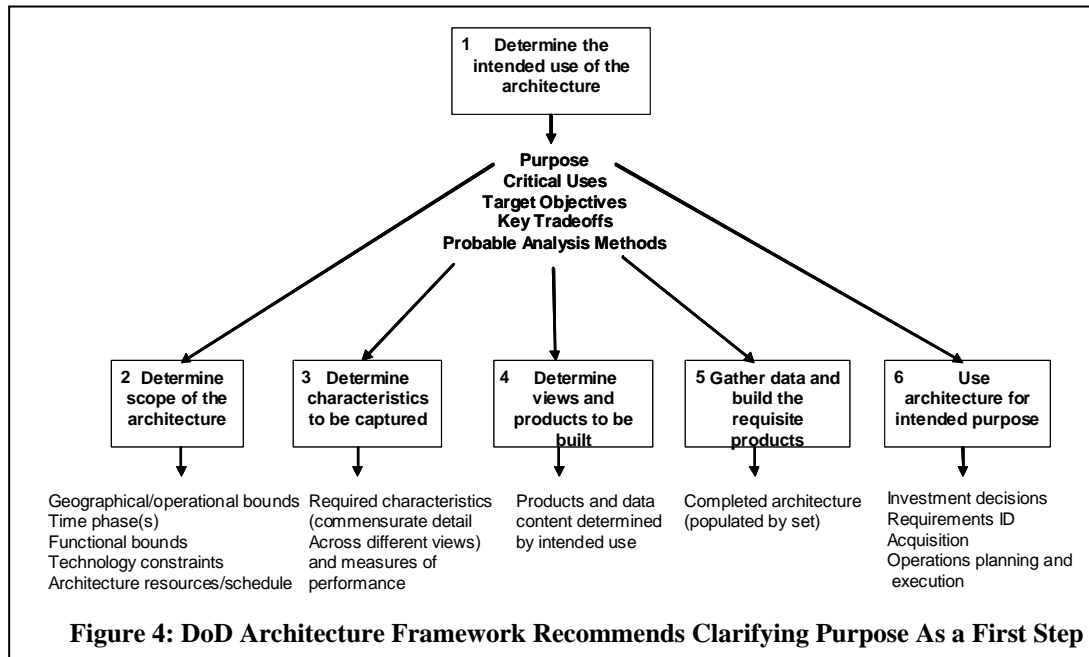 1 Determine the
intended use of the
architecture
Purpose
Critical Uses
Target Objectives
Key Tradeoffs
Probable Analysis Methods
2 Determine
scope of the
architecture
3 Determine
characteristics
to be captured
4 Determine
views and
products to be
built
5 Gather data and
build the
requisite
products
6 Use
architecture for
intended purpose
Geographical/operational bounds
Time phase(s)
Functional bounds
Technology constraints
Architecture resources/schedule
Required characteristics
(commensurate detail
Across different views)
and measures of
performance
Products and data
content determined
by intended use
Completed architecture
(populated by set)
Investment decisions
Requirements ID
Acquisition
Operations planning and
execution
Figure 4: DoD Architecture Framework Recommends Clarifying Purpose As a First Step